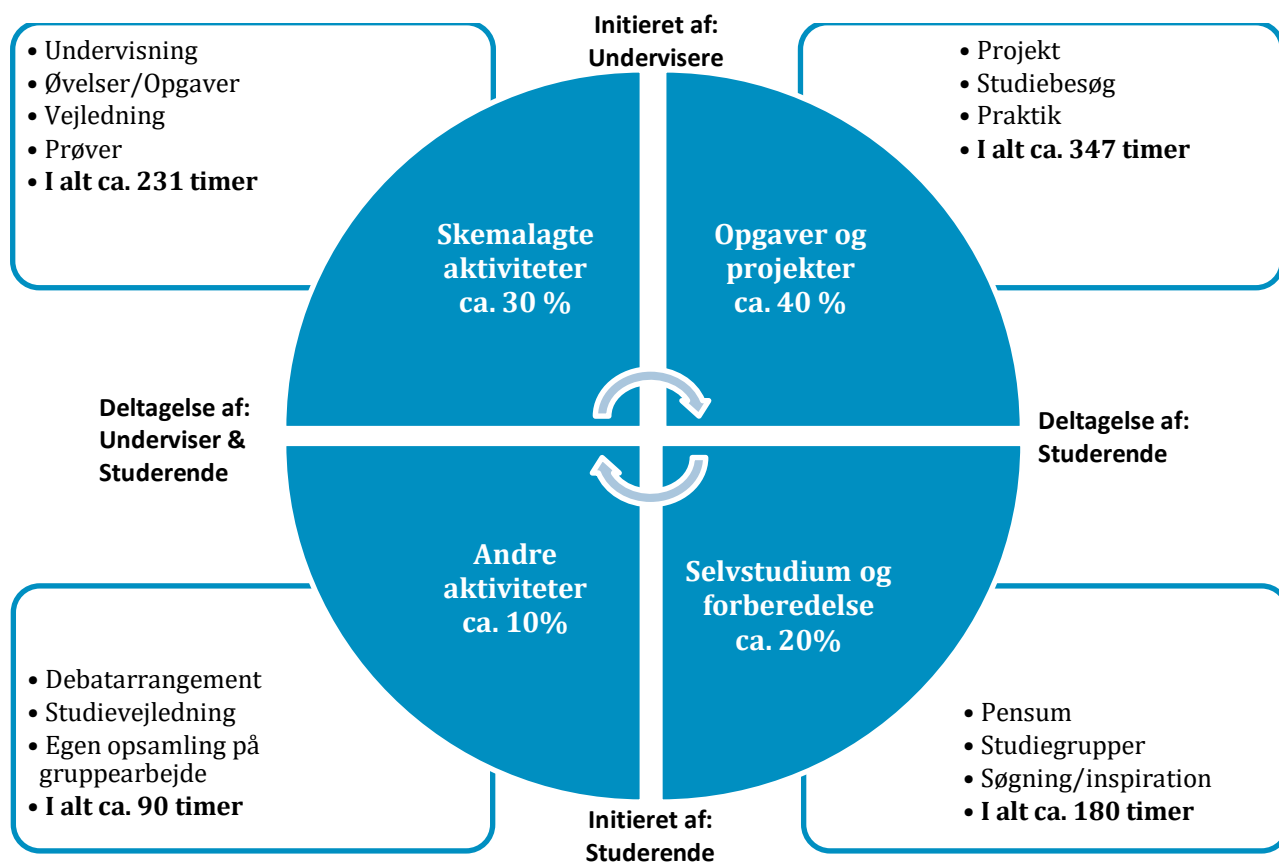 Initieret af:
Undervisere
• Undervisning
• Øvelser/Opgaver
• Vejledning
• Prøver
• I alt ca. 231 timer
• Projekt
• Studiebesøg
• Praktik
• I alt ca. 347 timer
Skemalagte
aktiviteter
ca. 30 %
Opgaver og
projekter
ca. 40 %
Deltagelse af:
Underviser &
Studerende
Deltagelse af:
Studerende
Andre
aktiviteter
ca. 10%
Selvstudium og
forberedelse
ca. 20%
• Debatarrangement
• Studievejledning
• Egen opsamling på
gruppearbejde
• I alt ca. 90 timer
• Pensum
• Studiegrupper
• Søgning/inspiration
• I alt ca. 180 timer
Initieret af:
Studerende